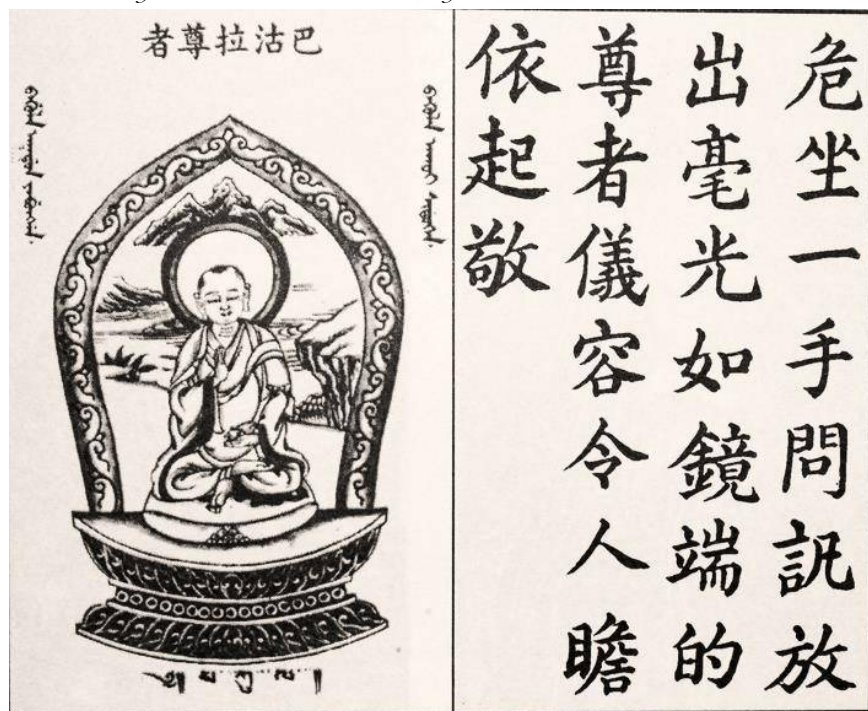 巴沽拉尊者
危坐一手問訊放
出毫光如鏡端的
尊者儀容令人瞻
依起敬